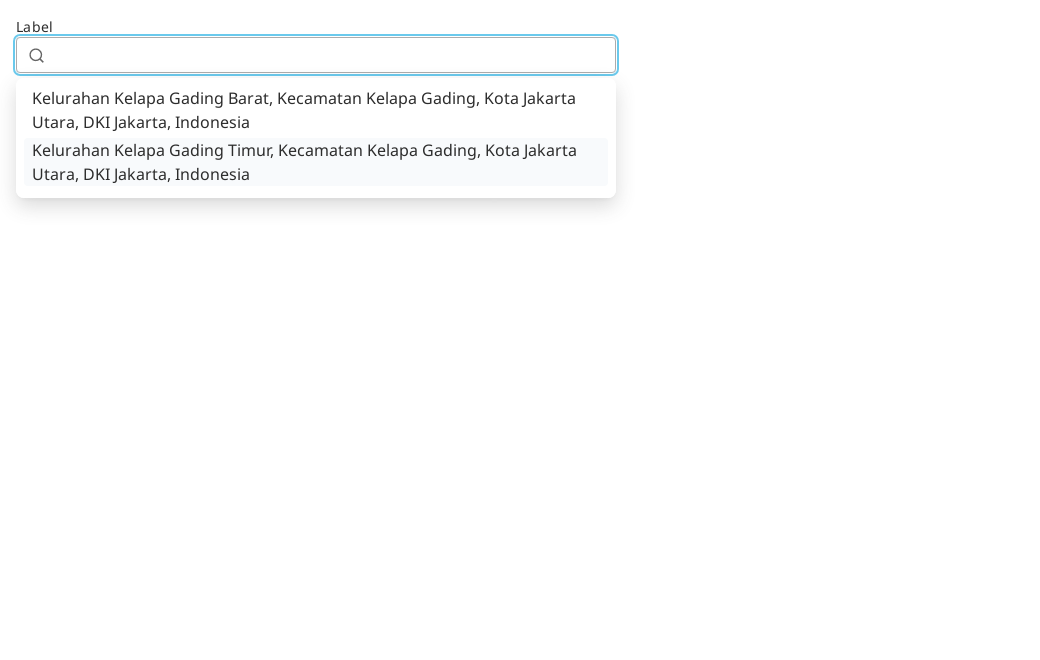 Label
Kelurahan Kelapa Gading Barat, Kecamatan Kelapa Gading, Kota Jakarta
Utara, DKI Jakarta, Indonesia
Kelurahan Kelapa Gading Timur, Kecamatan Kelapa Gading, Kota Jakarta
Utara, DKI Jakarta, Indonesia